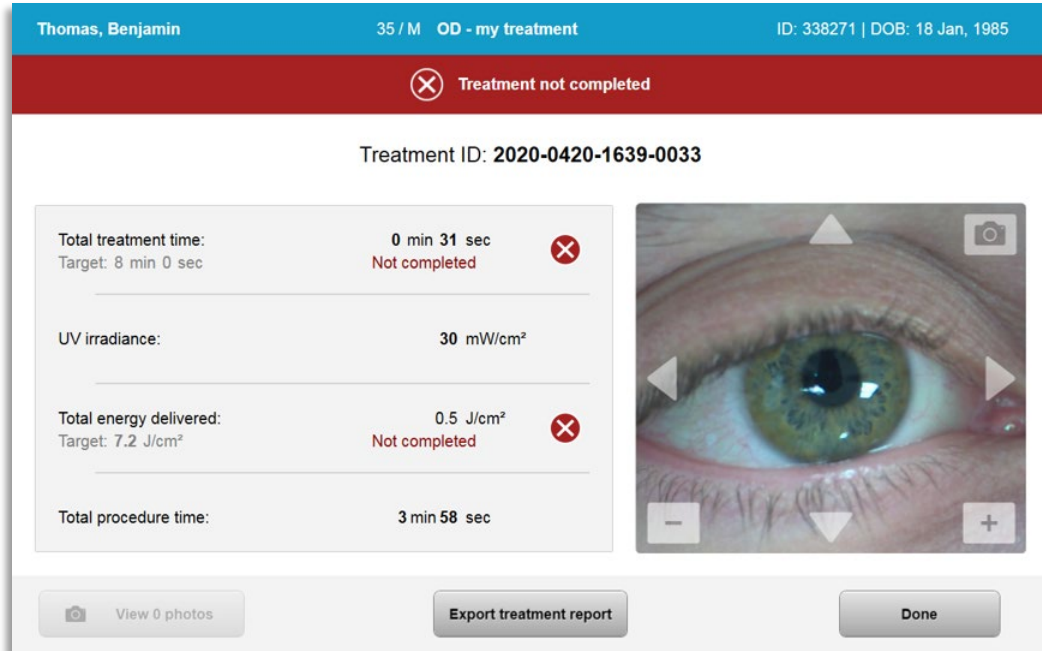 Thomas, Benjamin 35 / M OD - my treatment ID: 338271 | DOB: 18 Jan, 1985
Treatment not completed
Treatment ID: 2020-0420-1639-0033
Total treatment time: 0 min 31 sec
Target: 8 min 0 sec Not completed
UV irradiance: 30 mW/cm²
Total energy delivered: 0.5 J/cm²
Target: 7.2 J/cm² Not completed
Total procedure time: 3 min 58 sec
View 0 photos Export treatment report Done